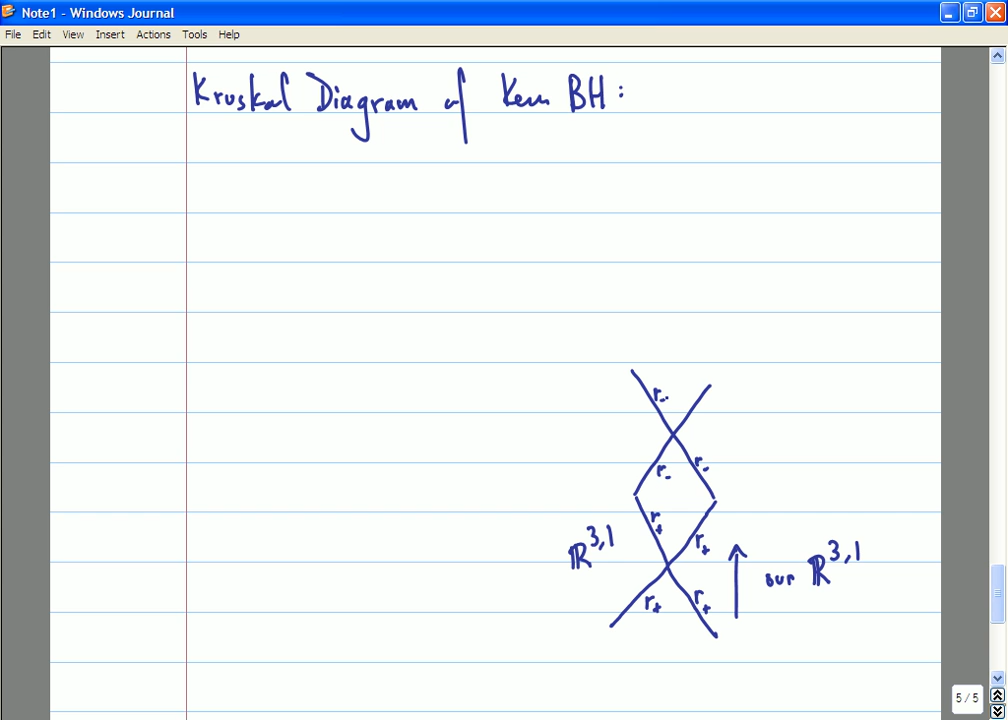 Note1 - Windows Journal
File Edit View Insert Actions Tools Help
Kruskal Diagram of Kerr BH:
r-
r- r-
r+
ℝ3,1 r+
our ℝ3,1
r+ r+
5 / 5